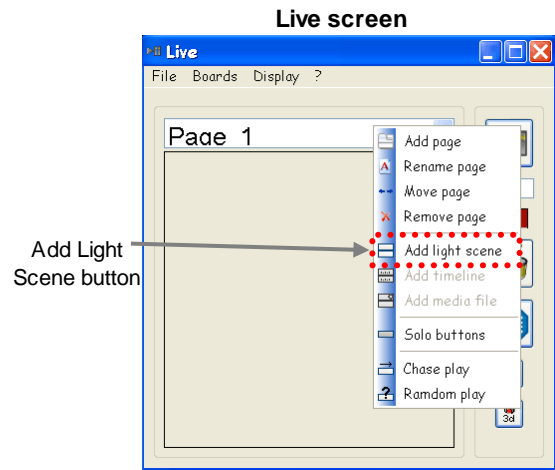 Live screen
Live
File Boards Display ?
Page 1
Add page
Rename page
Move page
Remove page
Add light scene
Add timeline
Add media file
Solo buttons
Chase play
Ramdom play
Add Light
Scene button
3d